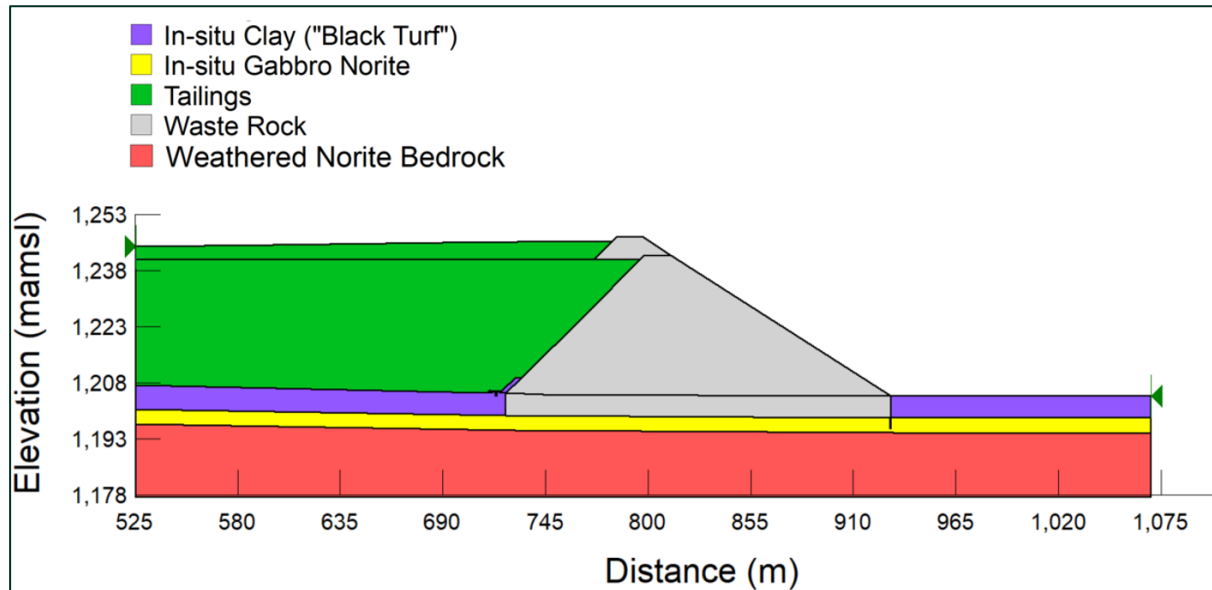 In-situ Clay ("Black Turf")
In-situ Gabbro Norite
Tailings
Waste Rock
Weathered Norite Bedrock
Elevation (mamsl)
1,253
1,238
1,223
1,208
1,193
1,178
525 580 635 690 745 800 855 910 965 1,020 1,075
Distance (m)